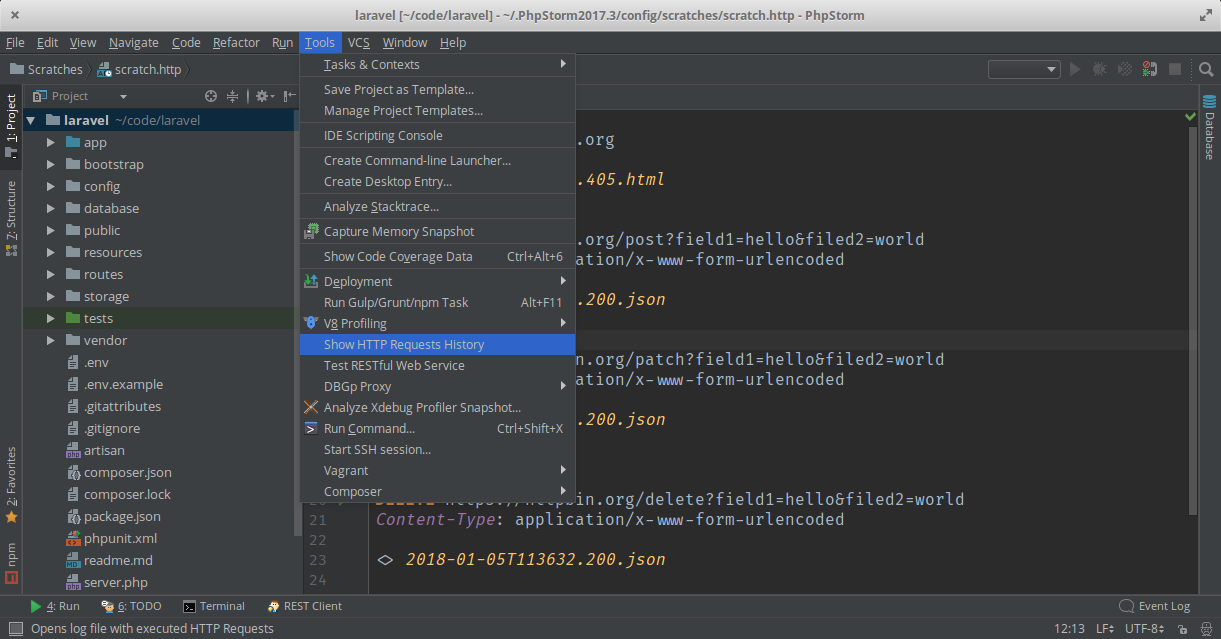 laravel [~/code/laravel] - ~/.PhpStorm2017.3/config/scratches/scratch.http - PhpStorm
File Edit View Navigate Code Refactor Run Tools VCS Window Help
Scratches scratch.http
1: Project
7: Structure
2: Favorites
npm
Project
laravel ~/code/laravel
app
bootstrap
config
database
public
resources
routes
storage
tests
vendor
.env
.env.example
.gitattributes
.gitignore
artisan
composer.json
composer.lock
package.json
phpunit.xml
readme.md
server.php
Tasks & Contexts
Save Project as Template...
Manage Project Templates...
IDE Scripting Console
Create Command-line Launcher...
Create Desktop Entry...
Analyze Stacktrace...
Capture Memory Snapshot
Show Code Coverage Data Ctrl+Alt+6
Deployment
Run Gulp/Grunt/npm Task Alt+F11
V8 Profiling
Show HTTP Requests History
Test RESTful Web Service
DBGp Proxy
Analyze Xdebug Profiler Snapshot...
Run Command... Ctrl+Shift+X
Start SSH session...
Vagrant
Composer
.org
.405.html
.org/post?field1=hello&filed2=world
ation/x-www-form-urlencoded
.200.json
n.org/patch?field1=hello&filed2=world
ation/x-www-form-urlencoded
.200.json
bin.org/delete?field1=hello&filed2=world
21 Content-Type: application/x-www-form-urlencoded
22
23 <> 2018-01-05T113632.200.json
24
Database
4: Run 6: TODO Terminal REST Client Event Log
Opens log file with executed HTTP Requests 12:13 LF UTF-8